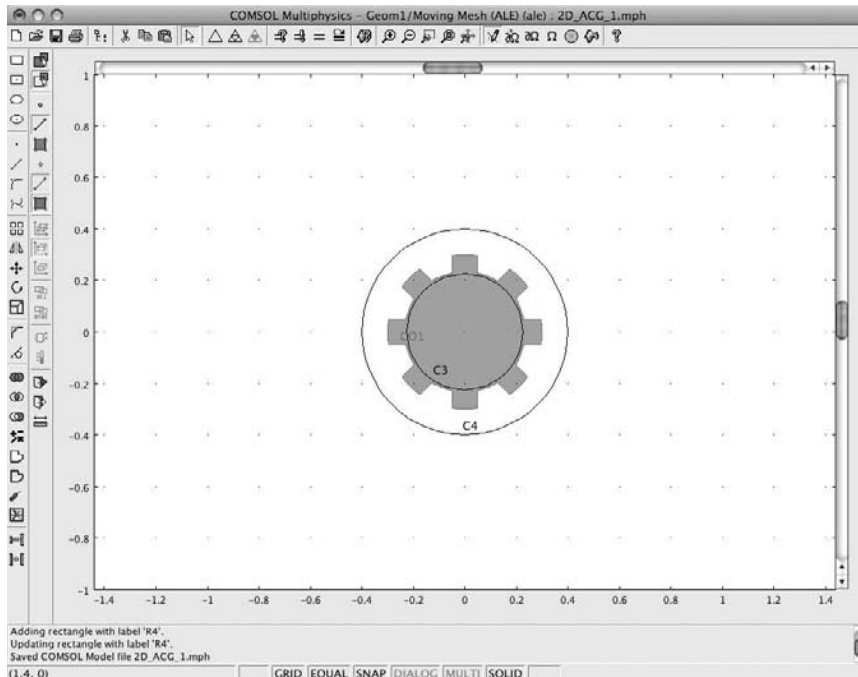 COMSOL Multiphysics - Geom1/Moving Mesh (ALE) (ale) : 2D_ACG_1.mph
1
0.8
0.6
0.4
0.2
0
-0.2
-0.4
-0.6
-0.8
-1
CO1
C3
C4
-1.4 -1.2 -1 -0.8 -0.6 -0.4 -0.2 0 0.2 0.4 0.6 0.8 1 1.2 1.4
Adding rectangle with label 'R4'.
Updating rectangle with label 'R4'.
Saved COMSOL Model file 2D_ACG_1.mph
(1.4, 0) GRID EQUAL SNAP DIALOG MULTI SOLID